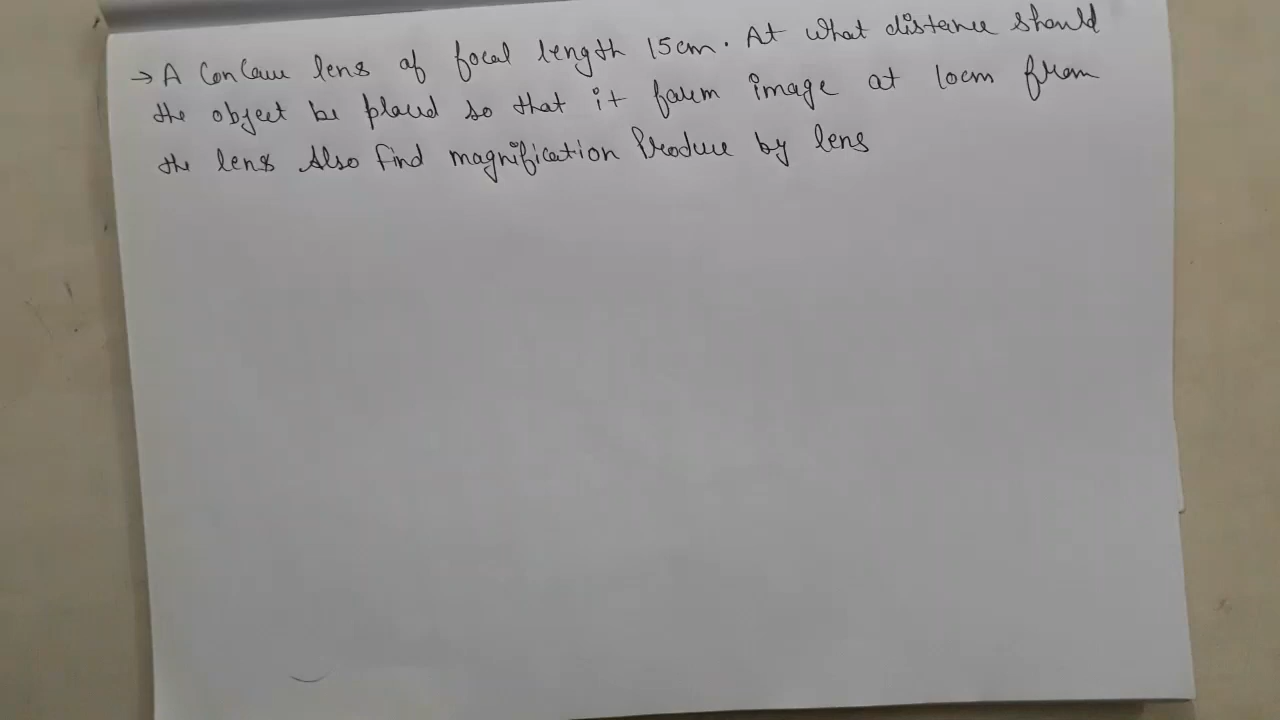 → A Concave lens of focal length 15cm. At what distance should
the object be placed so that it form image at 10cm from
the lens Also find magnification Produce by lens